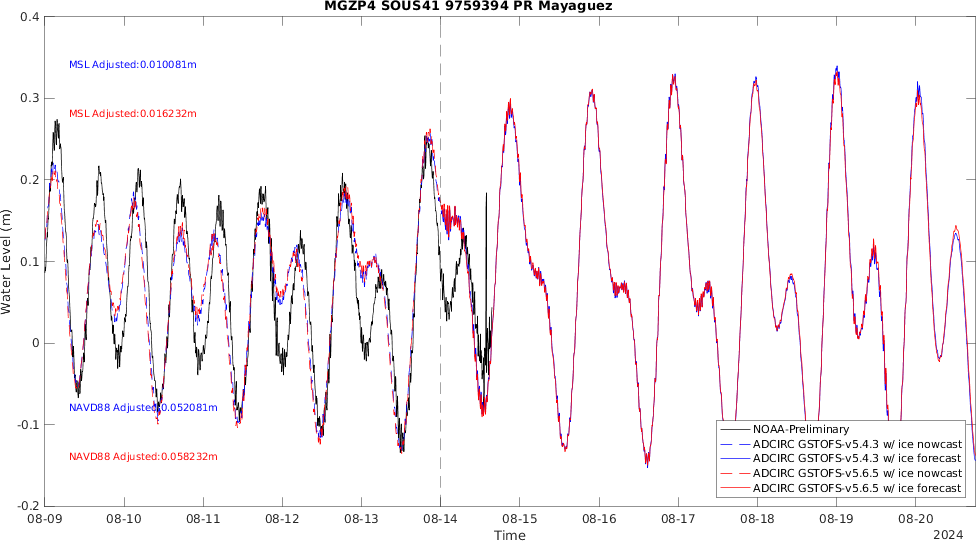 MGZP4 SOUS41 9759394 PR Mayaguez
0.4
0.3
0.2
0.1
0
-0.1
-0.2
Water Level (m)
MSL Adjusted:0.010081m
MSL Adjusted:0.016232m
NAVD88 Adjusted:0.052081m
NAVD88 Adjusted:0.058232m
NOAA-Preliminary
ADCIRC GSTOFS-v5.4.3 w/ ice nowcast
ADCIRC GSTOFS-v5.4.3 w/ ice forecast
ADCIRC GSTOFS-v5.6.5 w/ ice nowcast
ADCIRC GSTOFS-v5.6.5 w/ ice forecast
08-09 08-10 08-11 08-12 08-13 08-14 08-15 08-16 08-17 08-18 08-19 08-20
Time
2024